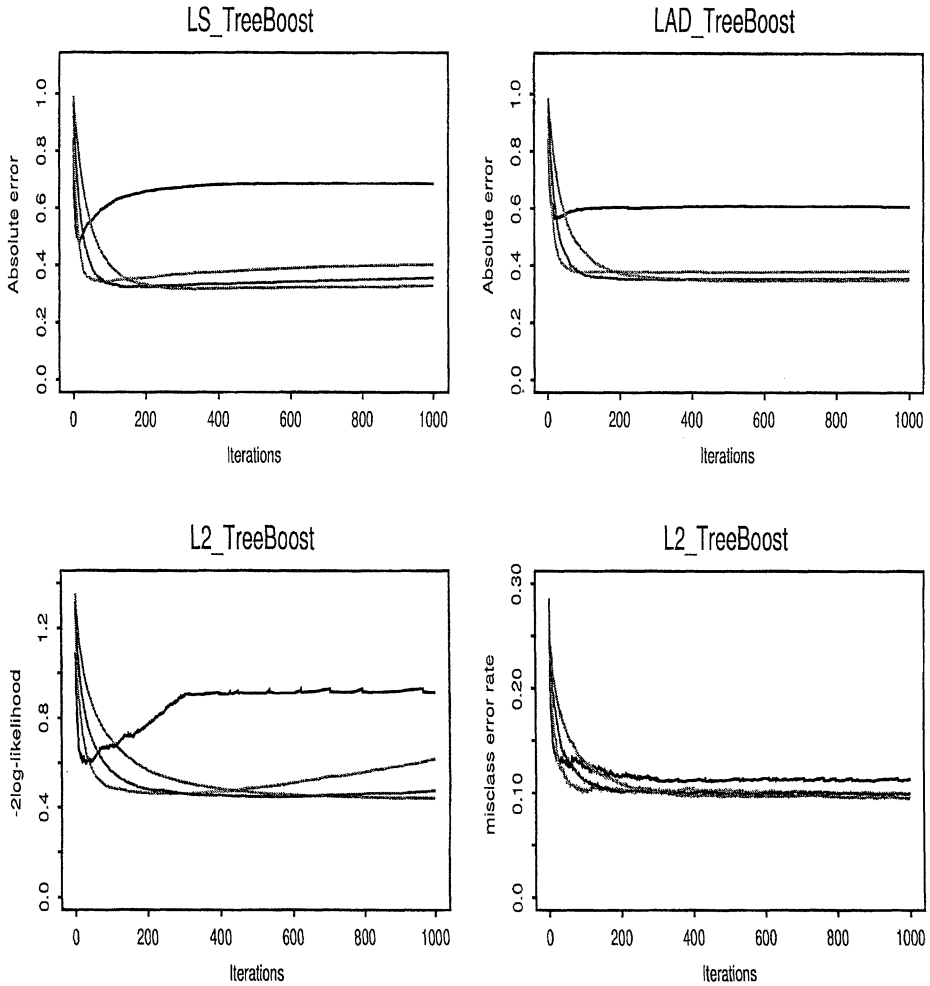 LS_TreeBoost
Absolute error
1.0
0.8
0.6
0.4
0.2
0.0
0 200 400 600 800 1000
Iterations
LAD_TreeBoost
Absolute error
1.0
0.8
0.6
0.4
0.2
0.0
0 200 400 600 800 1000
Iterations
L2_TreeBoost
-2log-likelihood
1.2
0.8
0.4
0.0
0 200 400 600 800 1000
Iterations
L2_TreeBoost
misclass error rate
0.30
0.20
0.10
0.0
0 200 400 600 800 1000
Iterations